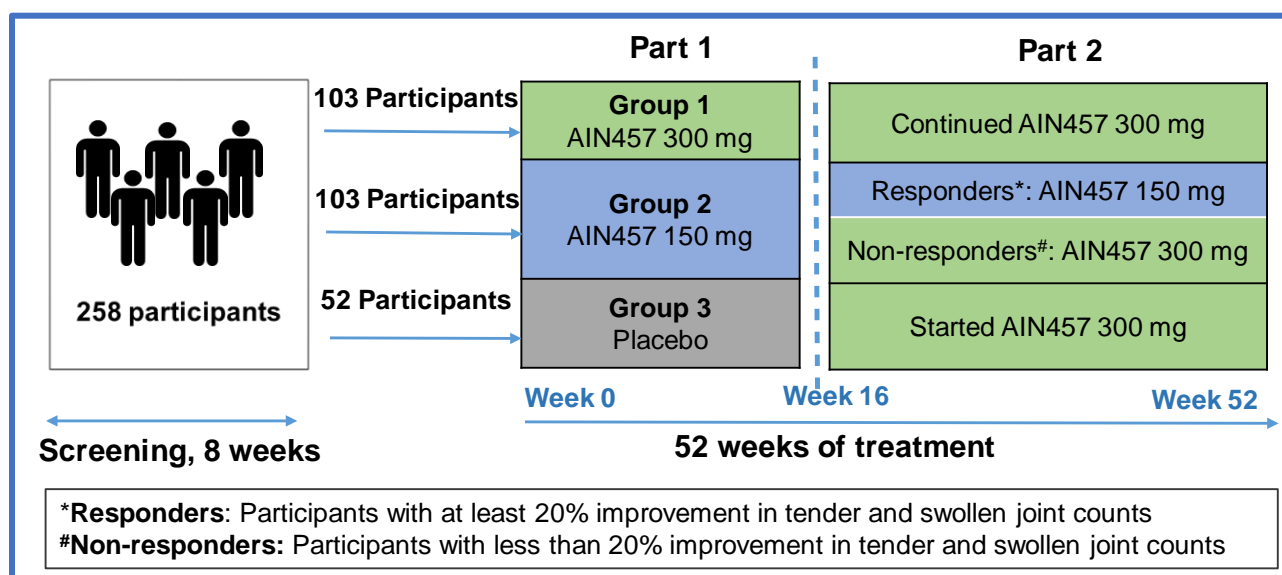 Part 1
Part 2
258 participants
103 Participants
103 Participants
52 Participants
Group 1
AIN457 300 mg
Group 2
AIN457 150 mg
Group 3
Placebo
Continued AIN457 300 mg
Responders*: AIN457 150 mg
Non-responders#: AIN457 300 mg
Started AIN457 300 mg
Week 0
Week 16
Week 52
Screening, 8 weeks
52 weeks of treatment
*Responders: Participants with at least 20% improvement in tender and swollen joint counts
#Non-responders: Participants with less than 20% improvement in tender and swollen joint counts